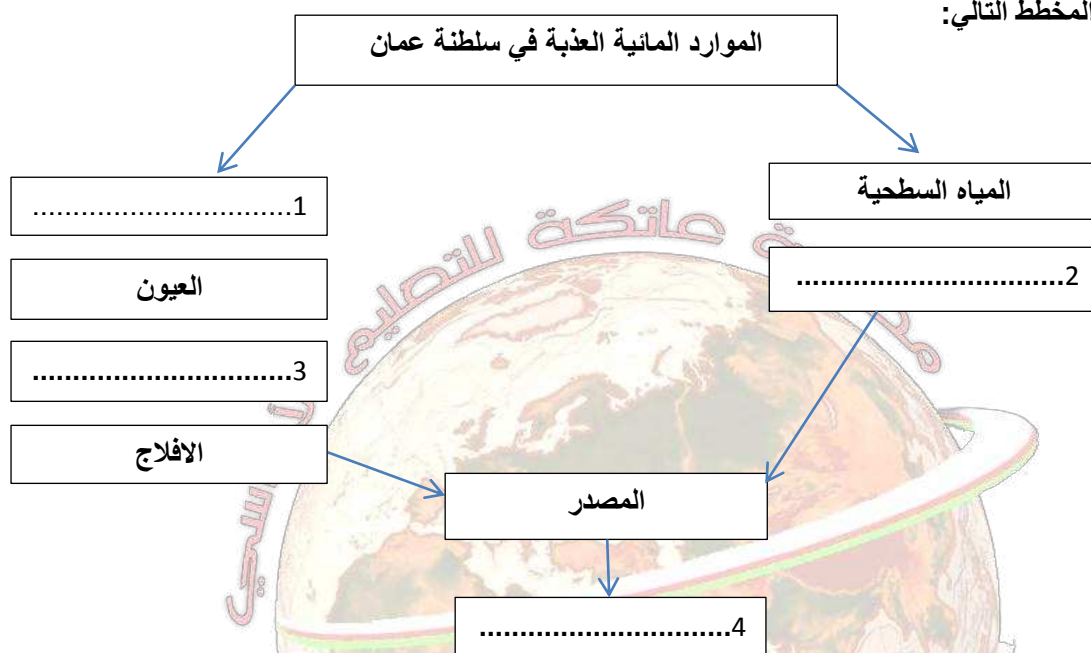 المخطط التالي:
الموارد المائية العذبة في سلطنة عمان
المياه السطحية
1................................
2.................................
العيون
3................................
الافلاج
المصدر
4...............................